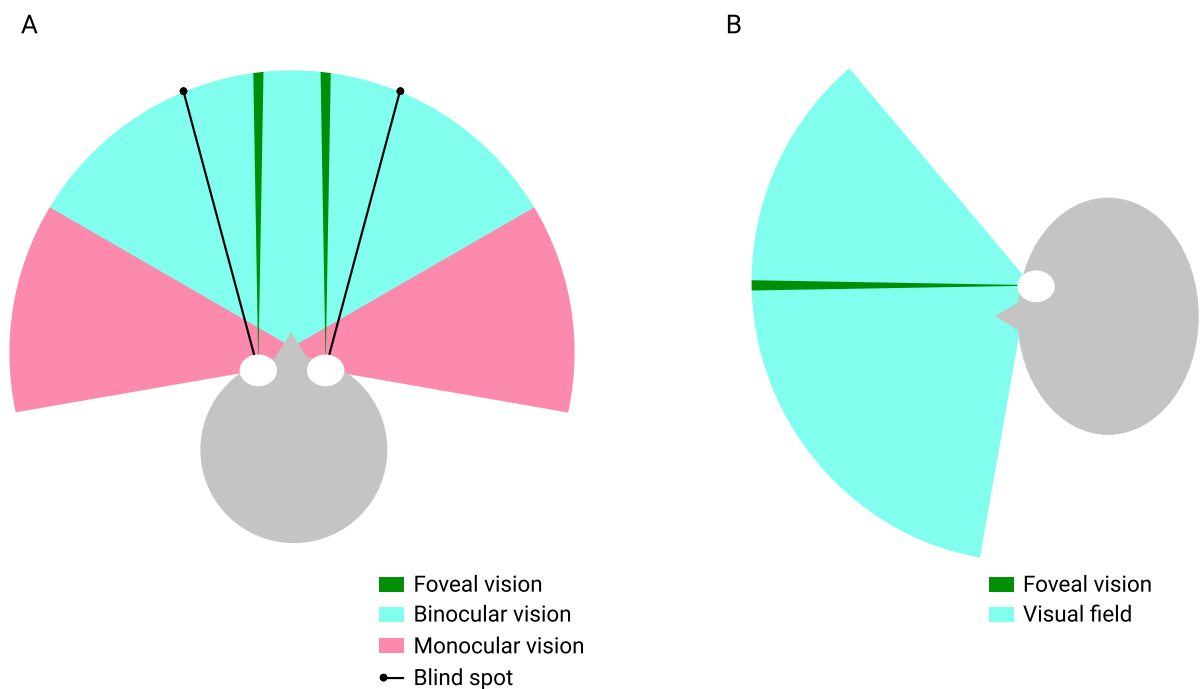 A
B
Foveal vision
Binocular vision
Monocular vision
Blind spot
Foveal vision
Visual field